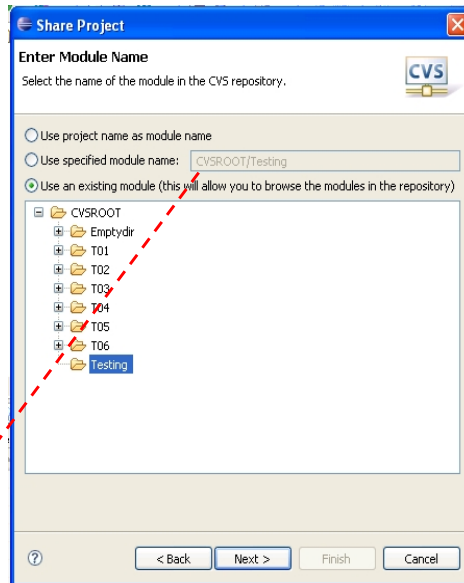 Share Project
Enter Module Name
Select the name of the module in the CVS repository.
CVS
Use project name as module name
Use specified module name: CVSROOT/Testing
Use an existing module (this will allow you to browse the modules in the repository)
CVSROOT
Emptydir
T01
T02
T03
T04
T05
T06
Testing
< Back Next > Finish Cancel